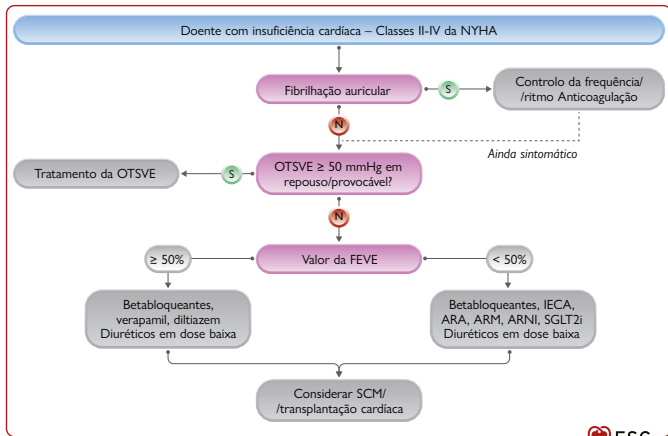 Doente com insuficiência cardíaca – Classes II-IV da NYHA
Fibrilhação auricular
S
Controlo da frequência/
/ritmo Anticoagulação
N
Ainda sintomático
Tratamento da OTSVE
S
OTSVE ≥ 50 mmHg em
repouso/provocável?
N
≥ 50%
Valor da FEVE
< 50%
Betabloqueantes,
verapamil, diltiazem
Diuréticos em dose baixa
Betabloqueantes, IECA,
ARA, ARM, ARNI, SGLT2i
Diuréticos em dose baixa
Considerar SCM/
/transplantação cardíaca
ESC